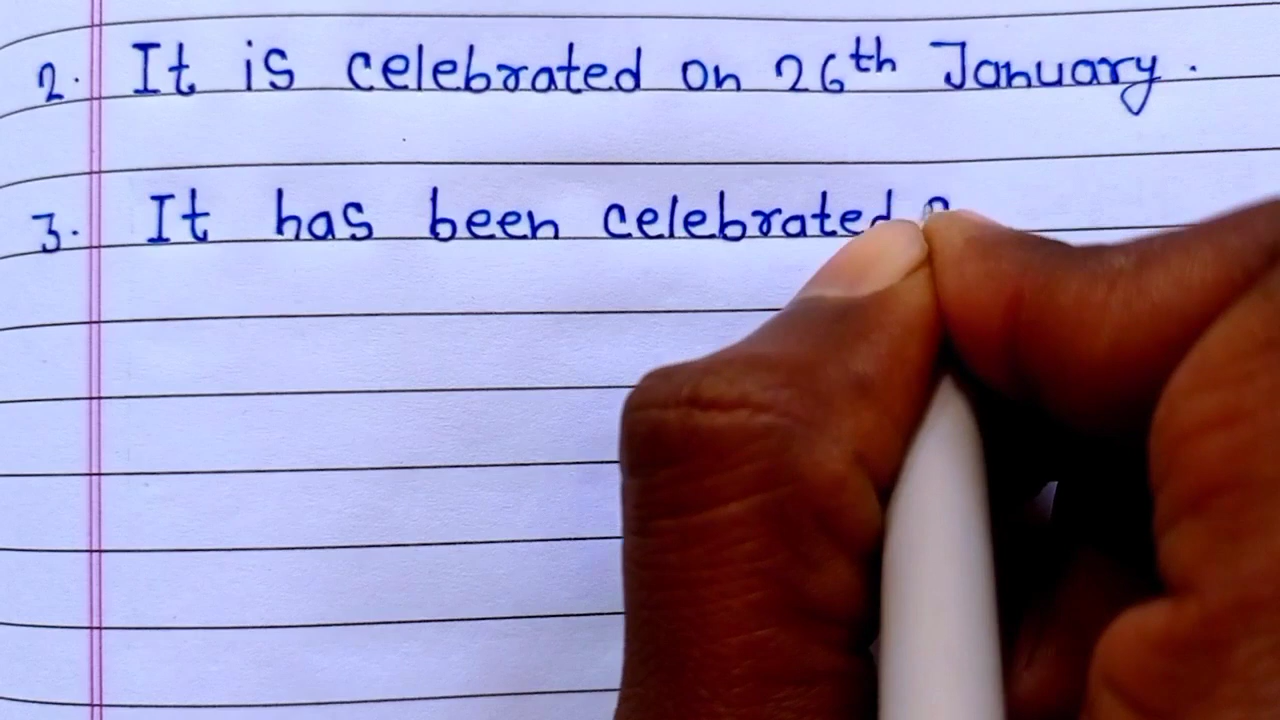 2. It is celebrated on 26th January.
3. It has been celebrated